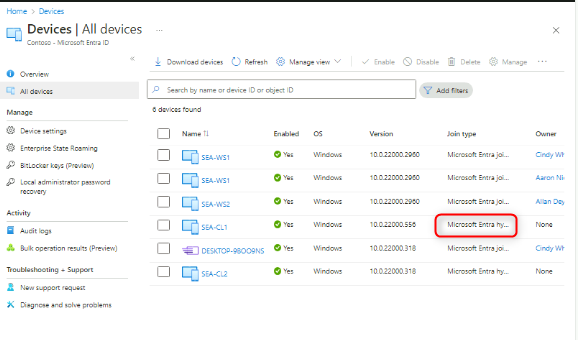 Home > Devices
Devices | All devices ...
Contoso - Microsoft Entra ID
Overview
All devices
Manage
Device settings
Enterprise State Roaming
BitLocker keys (Preview)
Local administrator password
recovery
Activity
Audit logs
Bulk operation results (Preview)
Troubleshooting + Support
New support request
Diagnose and solve problems
Download devices Refresh Manage view Enable Disable Delete Manage ...
Search by name or device ID or object ID
Add filters
6 devices found
Name Enabled OS Version Join type Owner
SEA-WS1 Yes Windows 10.0.22000.2960 Microsoft Entra joi... Cindy Wh
SEA-WS1 Yes Windows 10.0.22000.2960 Microsoft Entra joi... Aaron Nic
SEA-WS2 Yes Windows 10.0.22000.2960 Microsoft Entra joi... Allan Dey
SEA-CL1 Yes Windows 10.0.22000.556 Microsoft Entra hy... None
DESKTOP-9BOO9NS Yes Windows 10.0.22000.318 Microsoft Entra joi... Cindy Wh
SEA-CL2 Yes Windows 10.0.22000.318 Microsoft Entra hy... None